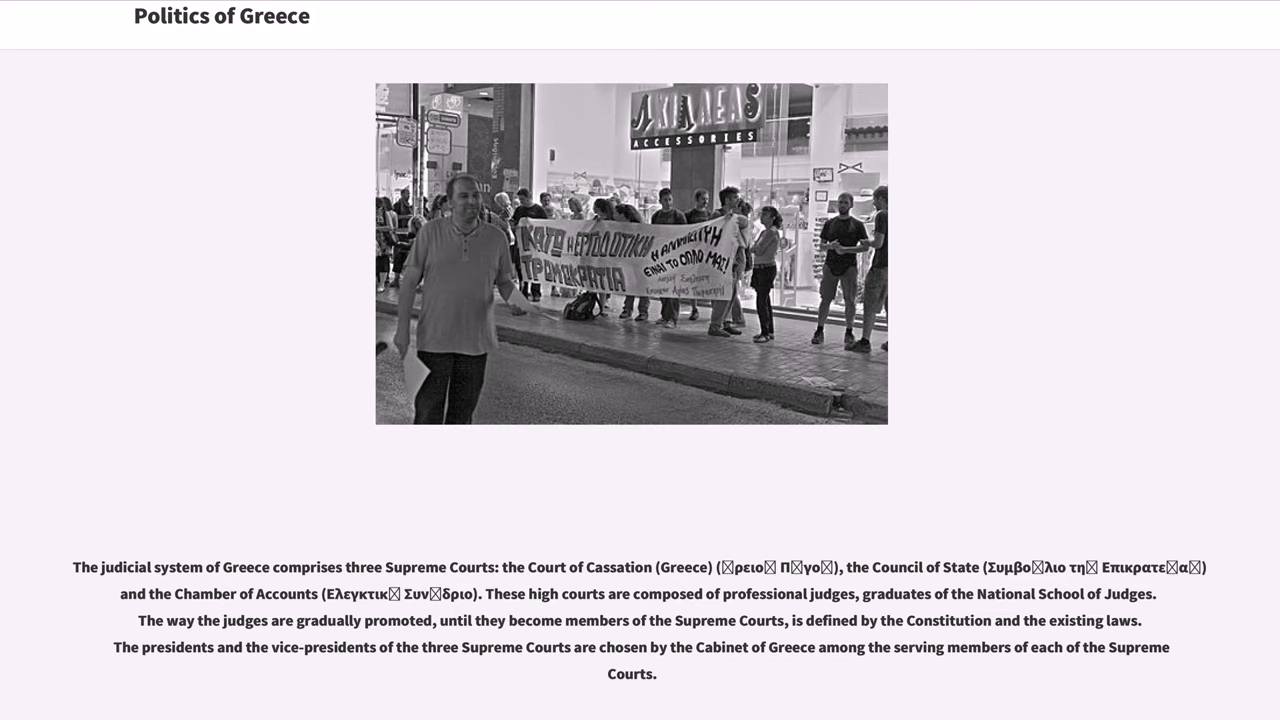 Politics of Greece
ΑΧΙΛΛΕΑS
ACCESSORIES
ΚΑΤΩ Η ΕΡΓΟΔΟΤΙΚΗ
ΤΡΟΜΟΚΡΑΤΙΑ
Η ΑΛΛΗΛΕΓΓΥΗ
ΕΙΝΑΙ ΤΟ ΟΠΛΟ ΜΑΣ!
The judicial system of Greece comprises three Supreme Courts: the Court of Cassation (Greece) (☒ρειο☒ Π☒γο☒), the Council of State (Συμβο☒λιο τη☒ Επικρατε☒α☒)
and the Chamber of Accounts (Ελεγκτικ☒ Συν☒δριο). These high courts are composed of professional judges, graduates of the National School of Judges.
The way the judges are gradually promoted, until they become members of the Supreme Courts, is defined by the Constitution and the existing laws.
The presidents and the vice-presidents of the three Supreme Courts are chosen by the Cabinet of Greece among the serving members of each of the Supreme
Courts.